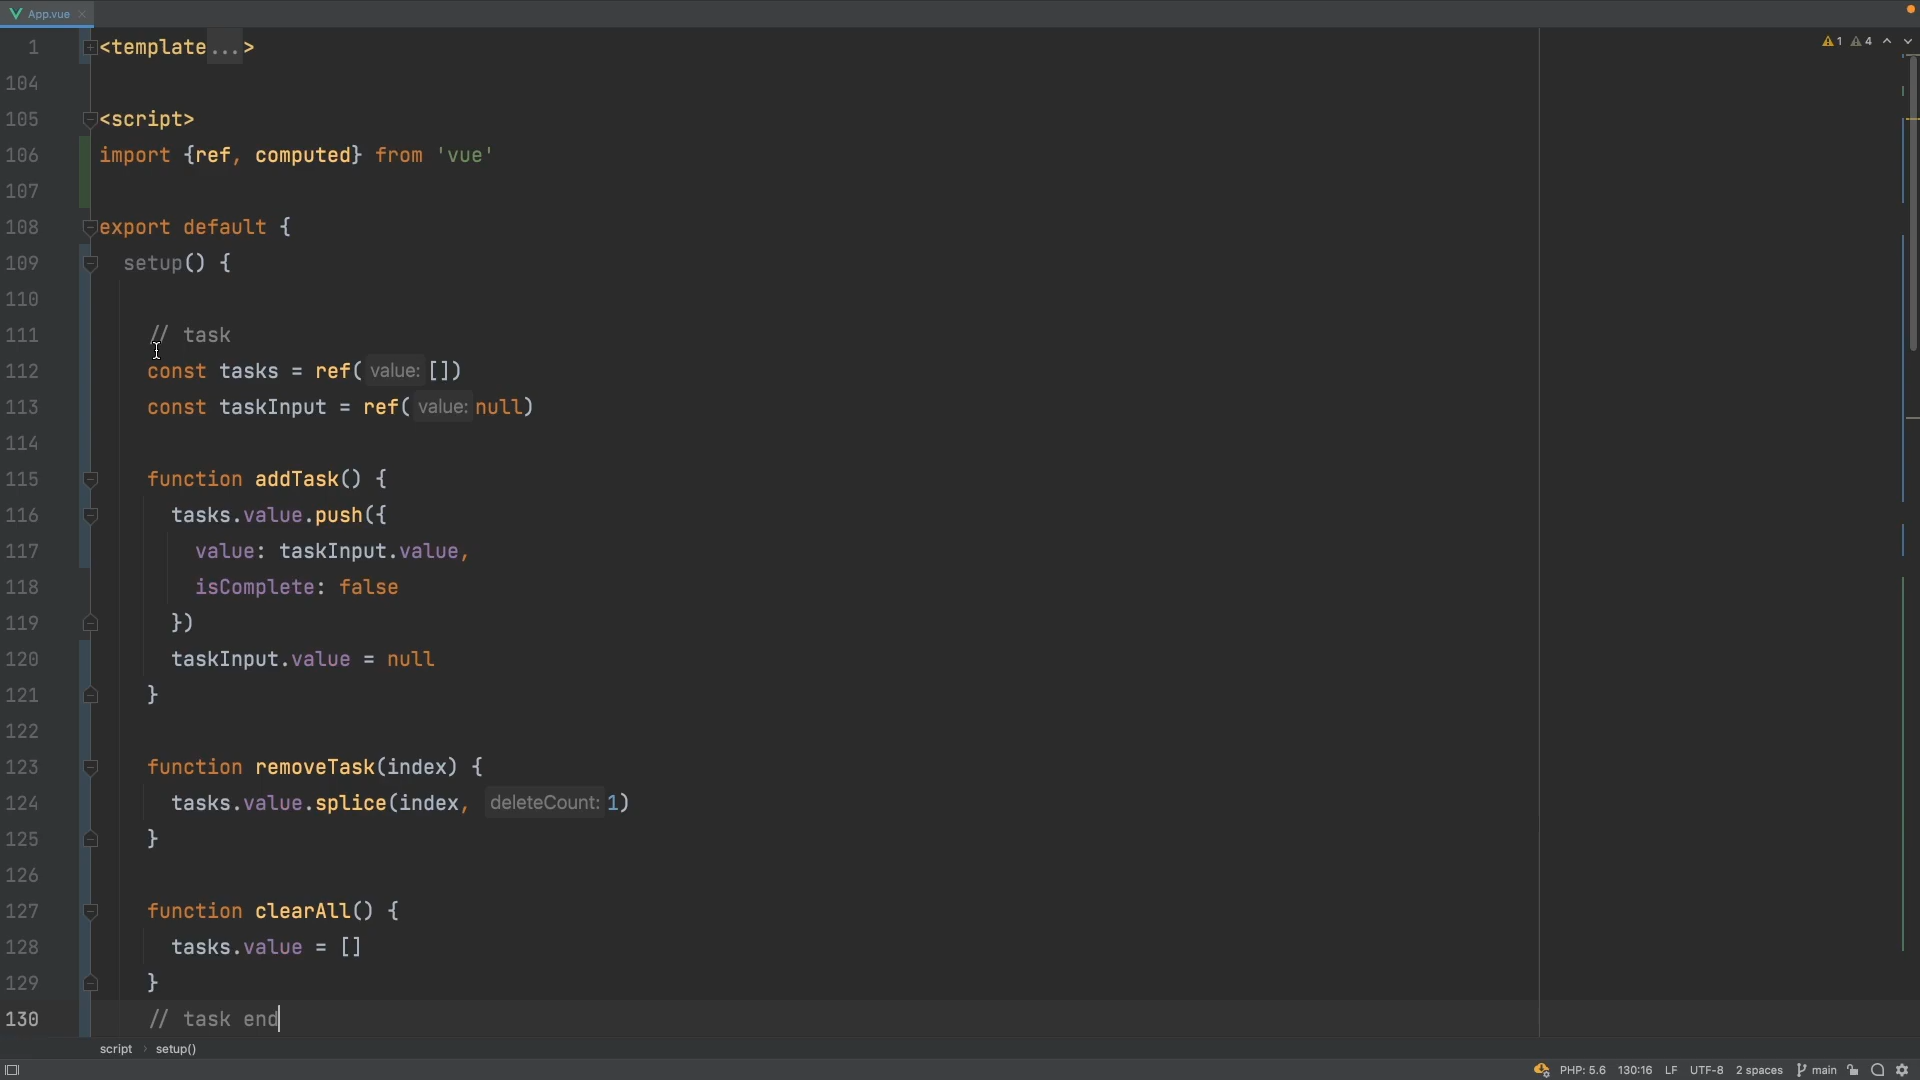 App.vue
1 <template...>
104
105 <script>
106 import {ref, computed} from 'vue'
107
108 export default {
109 setup() {
110
111 // task
112 const tasks = ref( value: [])
113 const taskInput = ref( value: null)
114
115 function addTask() {
116 tasks.value.push({
117 value: taskInput.value,
118 isComplete: false
119 })
120 taskInput.value = null
121 }
122
123 function removeTask(index) {
124 tasks.value.splice(index, deleteCount: 1)
125 }
126
127 function clearAll() {
128 tasks.value = []
129 }
130 // task end
1 4
script › setup()
PHP: 5.6 130:16 LF UTF-8 2 spaces main